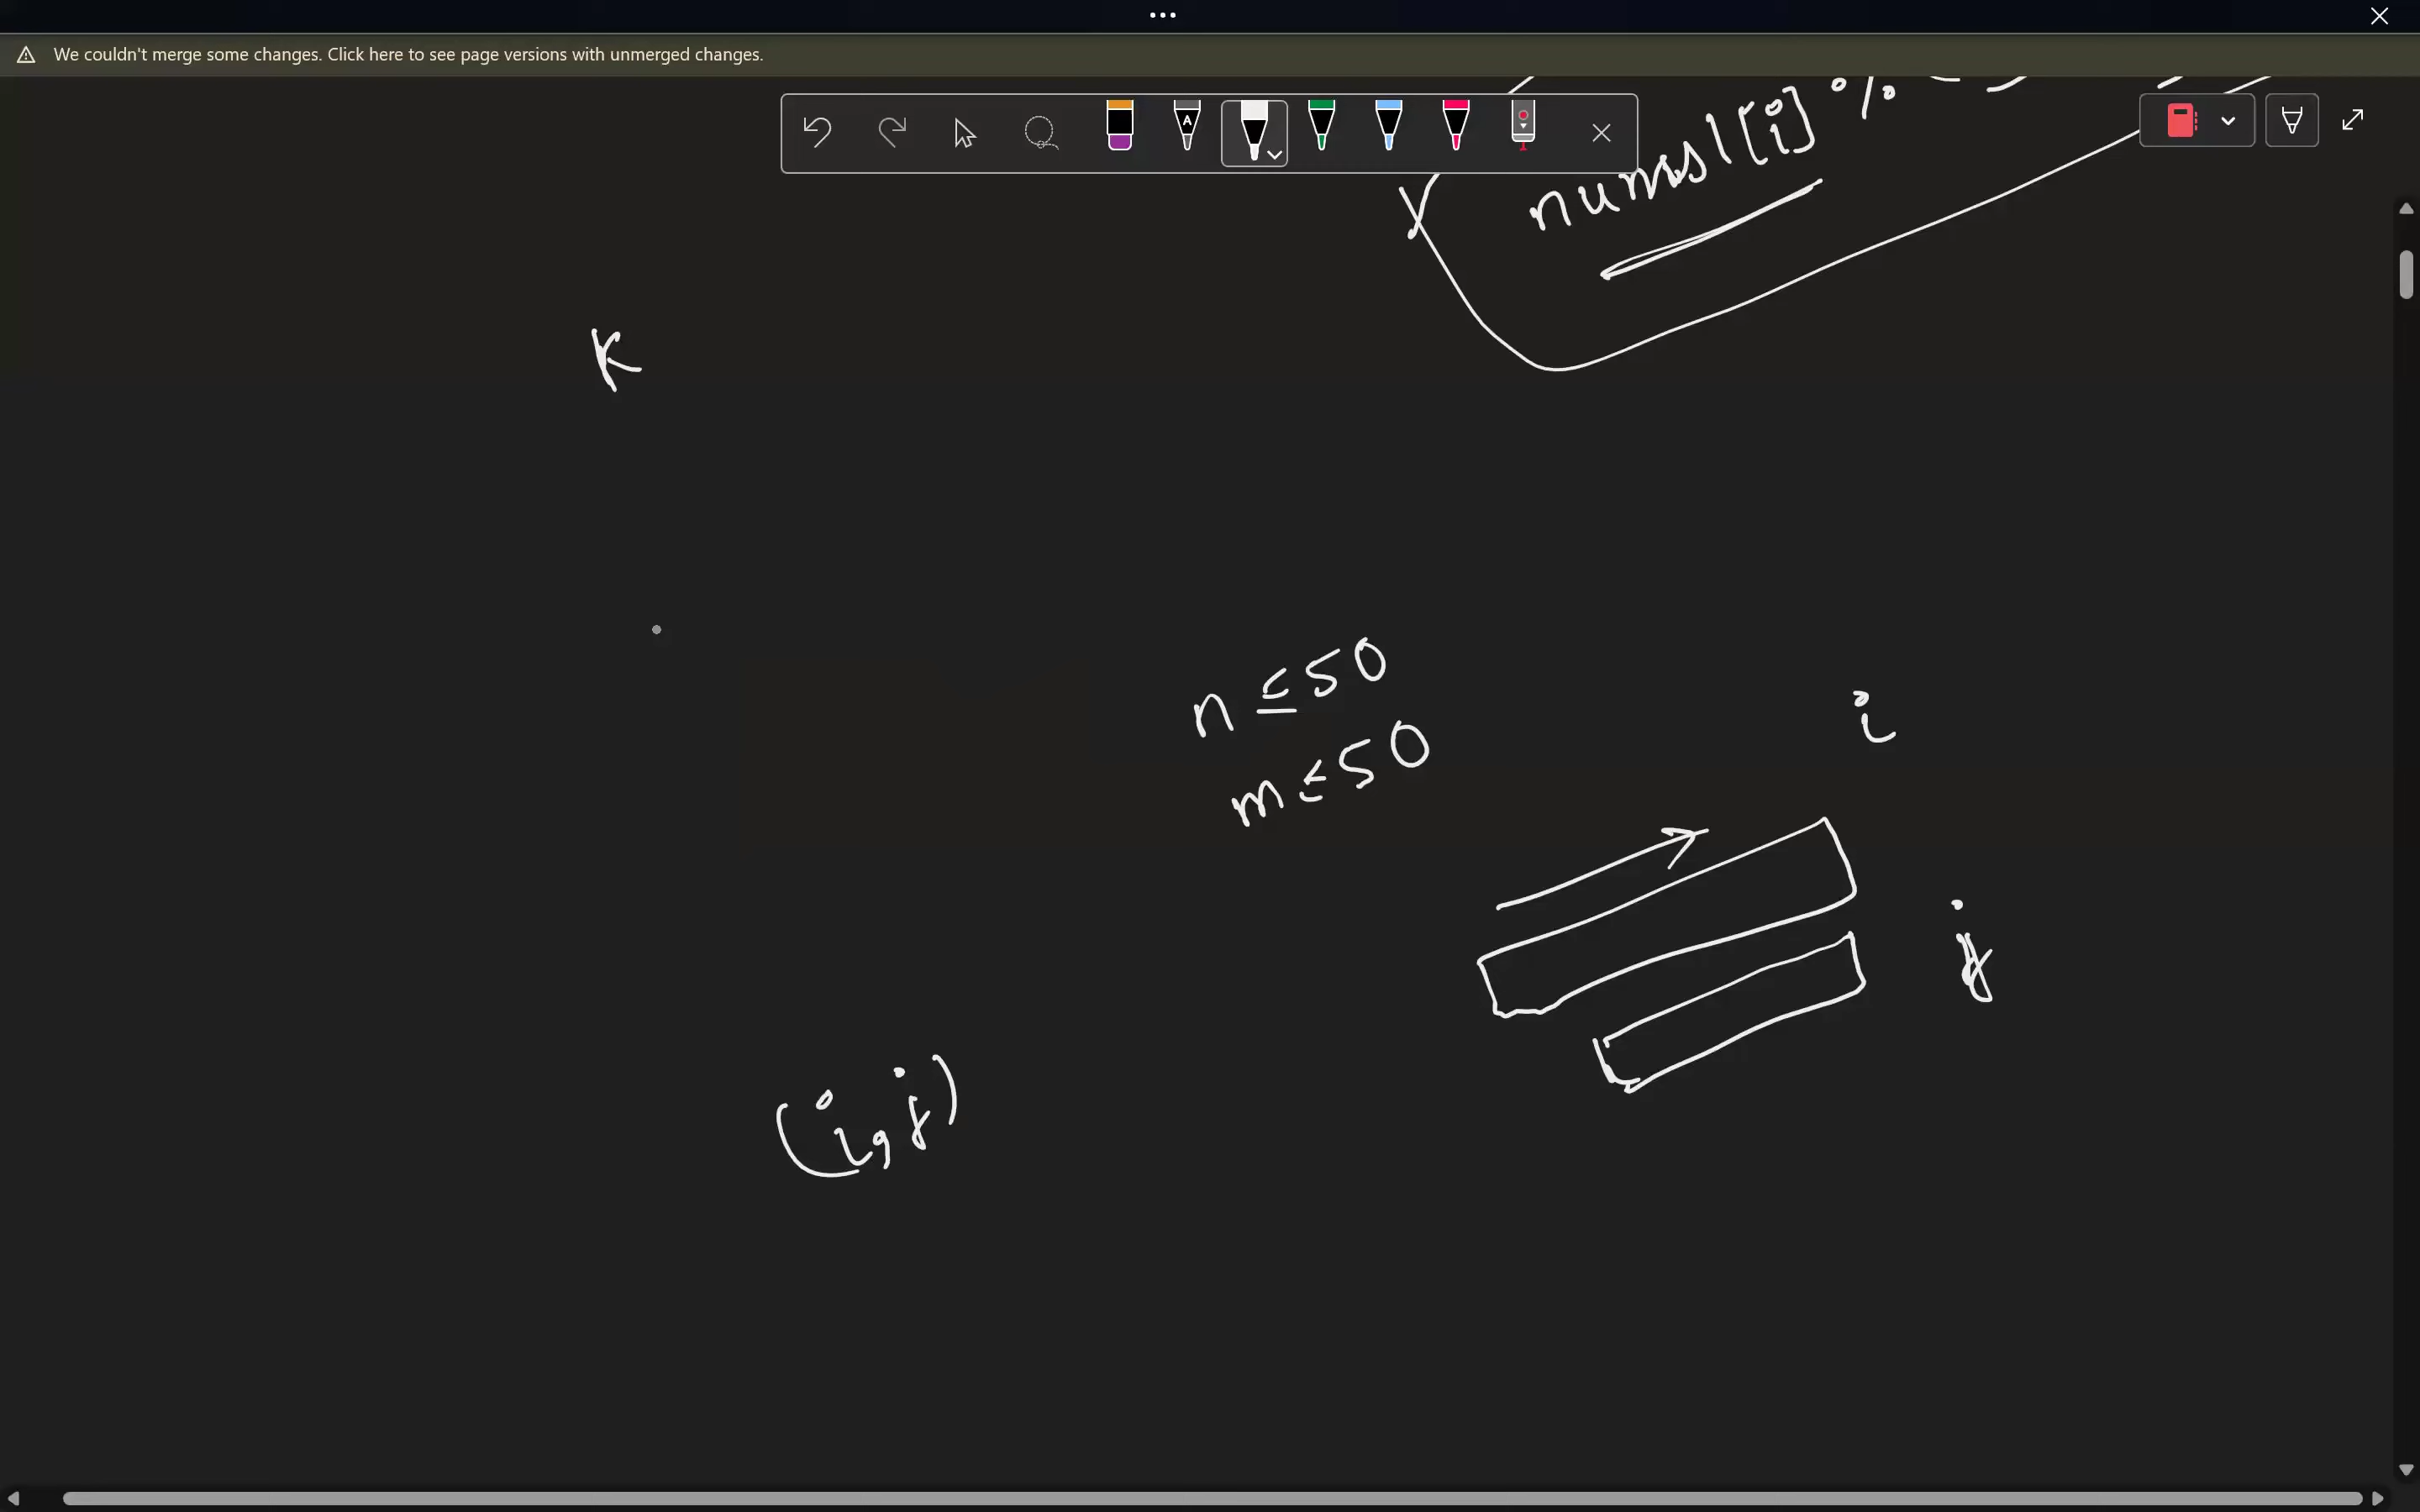 We couldn't merge some changes. Click here to see page versions with unmerged changes.
A
nums1[i] %
K
n ≤ 50
m ≤ 50
i
j
(i, j)